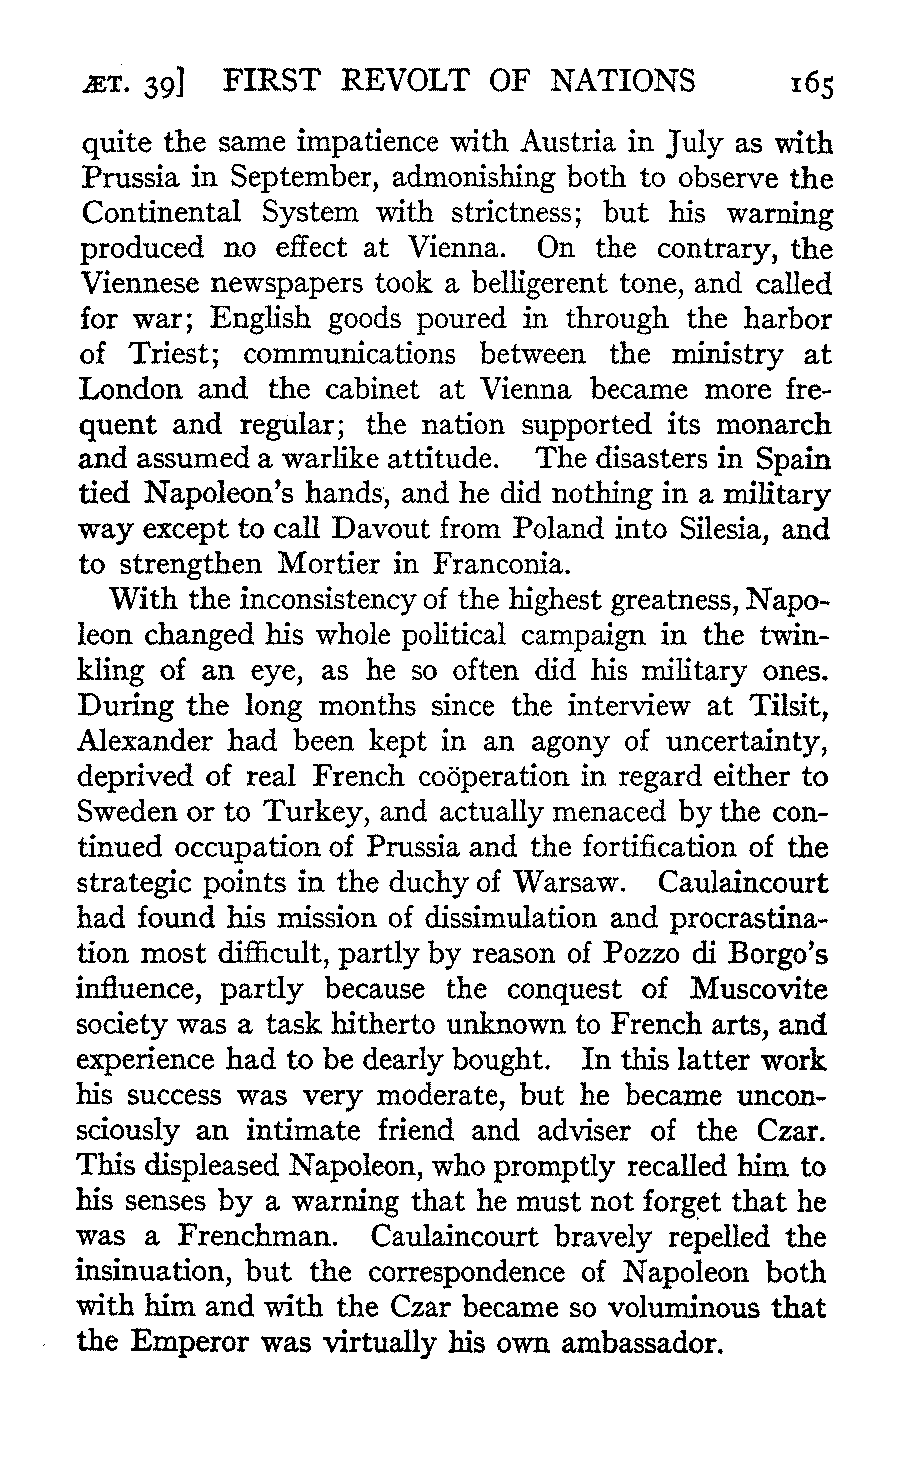 ÆT. 39] FIRST REVOLT OF NATIONS 165
quite the same impatience with Austria in July as with
Prussia in September, admonishing both to observe the
Continental System with strictness; but his warning
produced no effect at Vienna. On the contrary, the
Viennese newspapers took a belligerent tone, and called
for war; English goods poured in through the harbor
of Triest; communications between the ministry at
London and the cabinet at Vienna became more fre-
quent and regular; the nation supported its monarch
and assumed a warlike attitude. The disasters in Spain
tied Napoleon's hands, and he did nothing in a military
way except to call Davout from Poland into Silesia, and
to strengthen Mortier in Franconia.
With the inconsistency of the highest greatness, Napo-
leon changed his whole political campaign in the twin-
kling of an eye, as he so often did his military ones.
During the long months since the interview at Tilsit,
Alexander had been kept in an agony of uncertainty,
deprived of real French coöperation in regard either to
Sweden or to Turkey, and actually menaced by the con-
tinued occupation of Prussia and the fortification of the
strategic points in the duchy of Warsaw. Caulaincourt
had found his mission of dissimulation and procrastina-
tion most difficult, partly by reason of Pozzo di Borgo's
influence, partly because the conquest of Muscovite
society was a task hitherto unknown to French arts, and
experience had to be dearly bought. In this latter work
his success was very moderate, but he became uncon-
sciously an intimate friend and adviser of the Czar.
This displeased Napoleon, who promptly recalled him to
his senses by a warning that he must not forget that he
was a Frenchman. Caulaincourt bravely repelled the
insinuation, but the correspondence of Napoleon both
with him and with the Czar became so voluminous that
the Emperor was virtually his own ambassador.